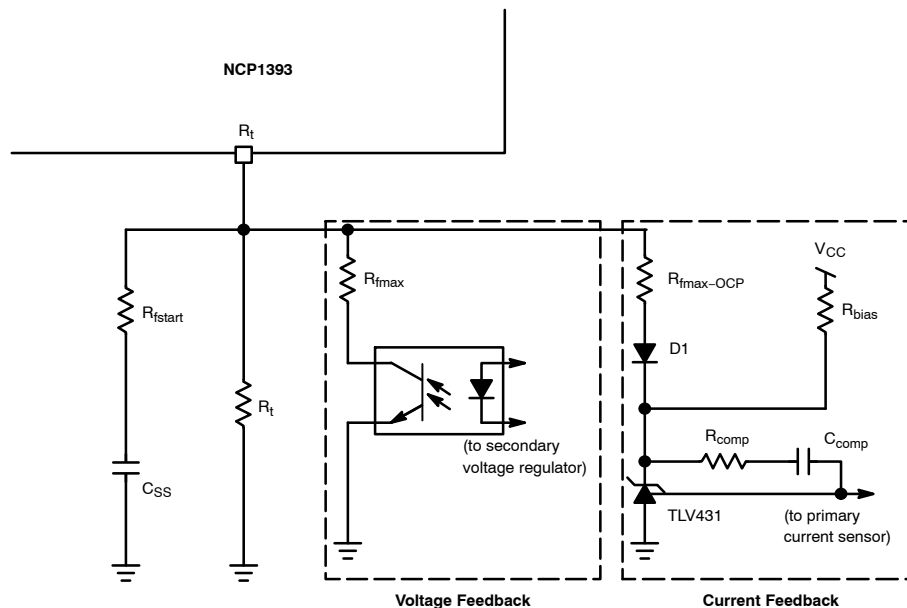 NCP1393
Rt
Rfstart
CSS
Rt
Rfmax
(to secondary
voltage regulator)
Rfmax–OCP
D1
VCC
Rbias
Rcomp
Ccomp
TLV431
(to primary
current sensor)
Voltage Feedback
Current Feedback